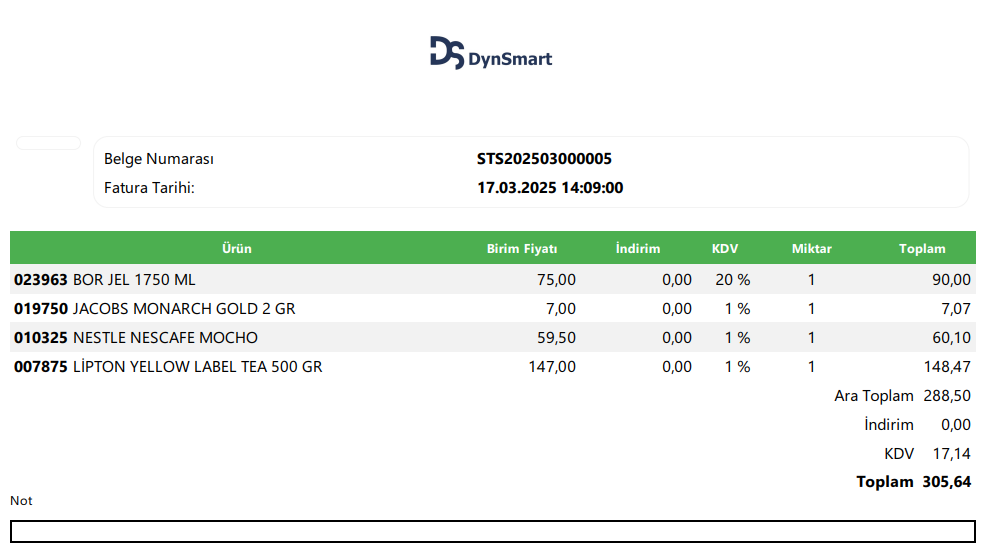 DS DynSmart
Belge Numarası STS202503000005
Fatura Tarihi: 17.03.2025 14:09:00
Ürün Birim Fiyatı İndirim KDV Miktar Toplam
023963 BOR JEL 1750 ML 75,00 0,00 20 % 1 90,00
019750 JACOBS MONARCH GOLD 2 GR 7,00 0,00 1 % 1 7,07
010325 NESTLE NESCAFE MOCHO 59,50 0,00 1 % 1 60,10
007875 LİPTON YELLOW LABEL TEA 500 GR 147,00 0,00 1 % 1 148,47
Ara Toplam 288,50
İndirim 0,00
KDV 17,14
Toplam 305,64
Not